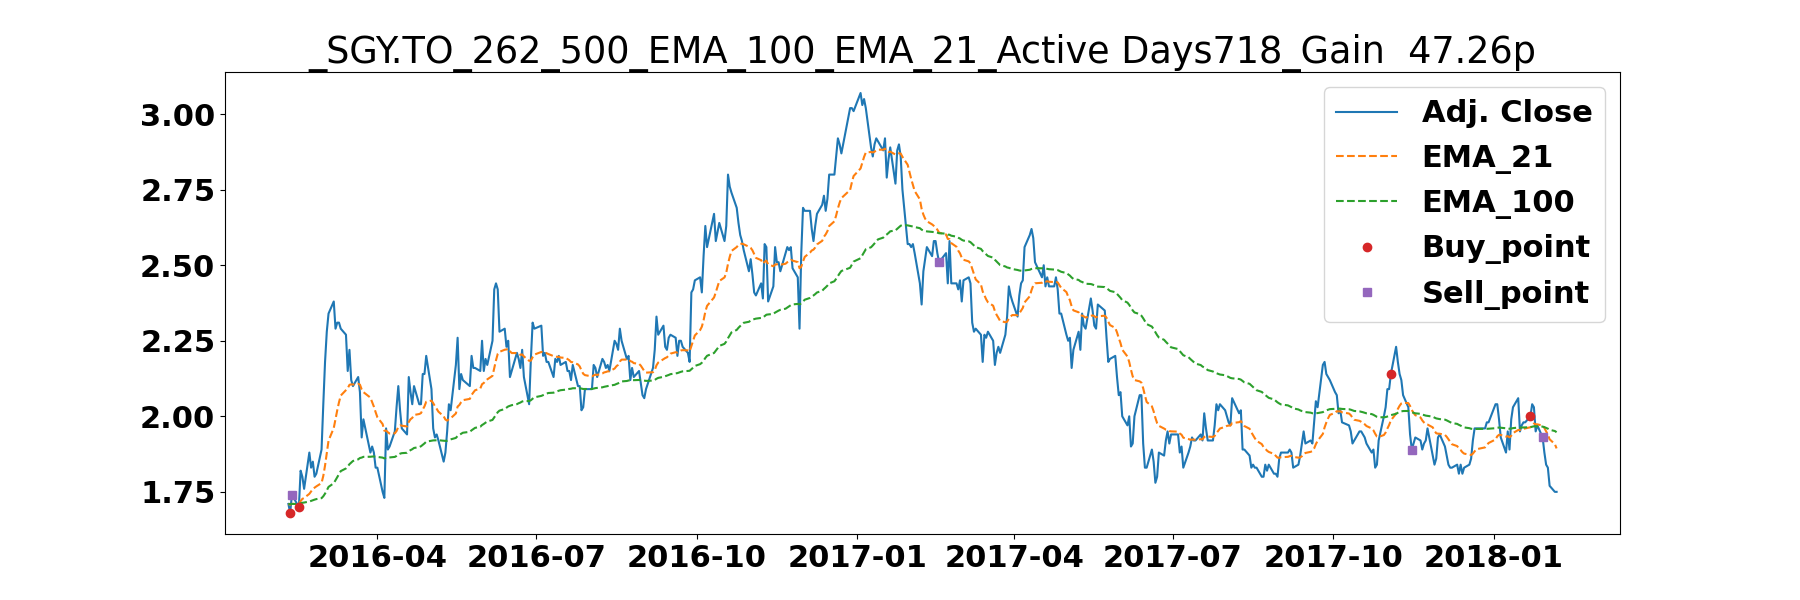 _SGY.TO_262_500_EMA_100_EMA_21_Active Days718_Gain  47.26p
3.00
2.75
2.50
2.25
2.00
1.75
Adj. Close
EMA_21
EMA_100
Buy_point
Sell_point
2016-04 2016-07 2016-10 2017-01 2017-04 2017-07 2017-10 2018-01